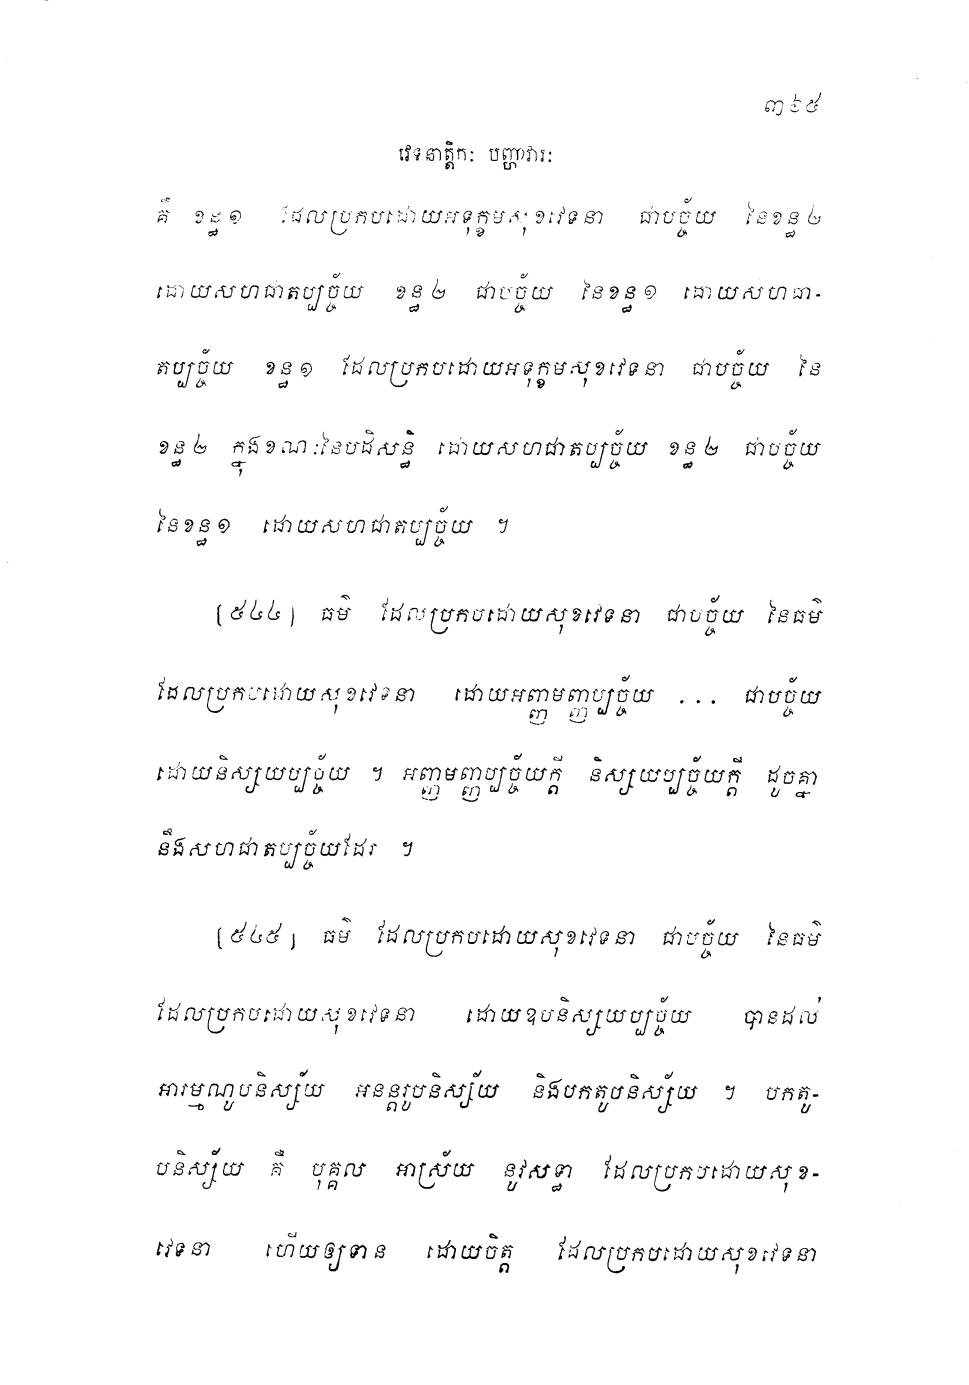 ៣៦៥
វេទនាត្តិកៈ បញ្ហាវារៈ
គឺ ខន្ធ១ ដែលប្រកបដោយអទុក្ខមសុខវេទនា ជាបច្ច័យ នៃខន្ធ២
ដោយសហជាតប្បច្ច័យ ខន្ធ២ ជាបច្ច័យ នៃខន្ធ១ ដោយសហជា-
តប្បច្ច័យ ខន្ធ១ ដែលប្រកបដោយអទុក្ខមសុខវេទនា ជាបច្ច័យ នៃ
ខន្ធ២ ក្នុងខណៈនៃបដិសន្ធិ ដោយសហជាតប្បច្ច័យ ខន្ធ២ ជាបច្ច័យ
នៃខន្ធ១ ដោយសហជាតប្បច្ច័យ ។
[៥៤៤] ធម៌ ដែលប្រកបដោយសុខវេទនា ជាបច្ច័យ នៃធម៌
ដែលប្រកបដោយសុខវេទនា ដោយអញ្ញមញ្ញប្បច្ច័យ ... ជាបច្ច័យ
ដោយនិស្សយប្បច្ច័យ ។ អញ្ញមញ្ញប្បច្ច័យក្តី និស្សយប្បច្ច័យក្តី ដូចគ្នា
នឹងសហជាតប្បច្ច័យដែរ ។
[៥៤៥] ធម៌ ដែលប្រកបដោយសុខវេទនា ជាបច្ច័យ នៃធម៌
ដែលប្រកបដោយសុខវេទនា ដោយឧបនិស្សយប្បច្ច័យ បានដល់
អារម្មណូបនិស្ស័យ អនន្តរូបនិស្ស័យ និងបកតូបនិស្ស័យ ។ បកតូ-
បនិស្ស័យ គឺ បុគ្គល អាស្រ័យ នូវសទ្ធា ដែលប្រកបដោយសុខ-
វេទនា ហើយឲ្យទាន ដោយចិត្ត ដែលប្រកបដោយសុខវេទនា